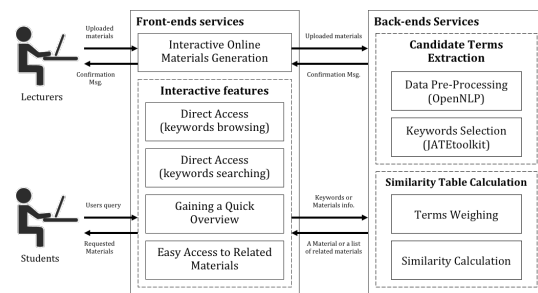 Front-ends services
Back-ends Services
Uploaded
materials
Confirmation
Msg.
Lecturers
Interactive Online
Materials Generation
Uploaded materials
Confirmation Msg.
Candidate Terms
Extraction
Data Pre-Processing
(OpenNLP)
Keywords Selection
(JATEtoolkit)
Interactive features
Direct Access
(keywords browsing)
Direct Access
(keywords searching)
Gaining a Quick
Overview
Easy Access to Related
Materials
Users query
Requested
Materials
Students
Keywords or
Materials info.
A Material or a list
of related materials
Similarity Table Calculation
Terms Weighing
Similarity Calculation